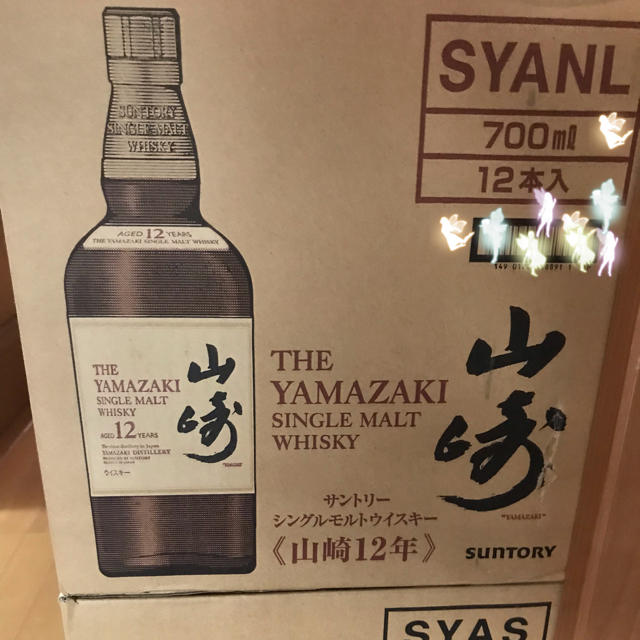 SYANL
700ml
12本入
SUNTORY
SINGLE MALT
WHISKY
AGED 12 YEARS
THE YAMAZAKI SINGLE MALT WHISKY
THE
YAMAZAKI
SINGLE MALT
WHISKY
AGED 12 YEARS
YAMAZAKI DISTILLERY
ウイスキー
山崎
"YAMAZAKI"
THE
YAMAZAKI
SINGLE MALT
WHISKY
山崎
"YAMAZAKI"
サントリー
シングルモルトウイスキー
《山崎12年》
SUNTORY
SYAS